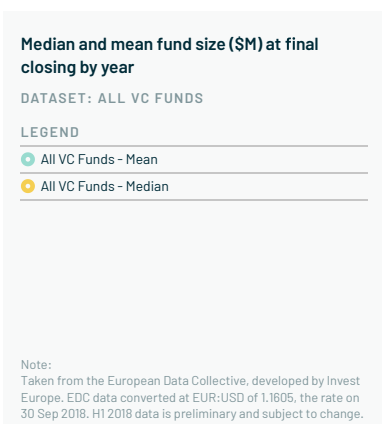 Median and mean fund size ($M) at final
closing by year
DATASET: ALL VC FUNDS
LEGEND
All VC Funds - Mean
All VC Funds - Median
Note:
Taken from the European Data Collective, developed by Invest
Europe. EDC data converted at EUR:USD of 1.1605, the rate on
30 Sep 2018. H1 2018 data is preliminary and subject to change.